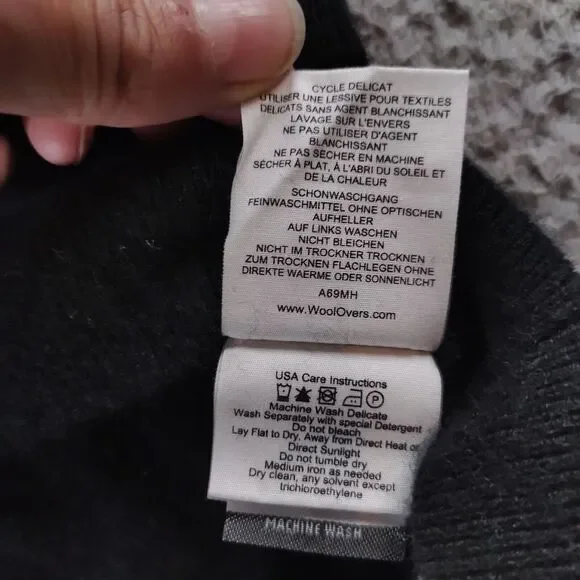 CYCLE DELICAT
UTILISER UNE LESSIVE POUR TEXTILES
DELICATS SANS AGENT BLANCHISSANT
LAVAGE SUR L'ENVERS
NE PAS UTILISER D'AGENT
BLANCHISSANT
NE PAS SÉCHER EN MACHINE
SÉCHER À PLAT, À L'ABRI DU SOLEIL ET
DE LA CHALEUR
SCHONWASCHGANG
FEINWASCHMITTEL OHNE OPTISCHEN
AUFHELLER
AUF LINKS WASCHEN
NICHT BLEICHEN
NICHT IM TROCKNER TROCKNEN
ZUM TROCKNEN FLACHLEGEN OHNE
DIREKTE WAERME ODER SONNENLICHT
A69MH
www.WoolOvers.com
USA Care Instructions
P
Machine Wash Delicate
Wash Separately with special Detergent
Do not bleach
Lay Flat to Dry, Away from Direct Heat or
Direct Sunlight
Do not tumble dry
Medium iron as needed
Dry clean, any solvent except
trichloroethylene
MACHINE WASH